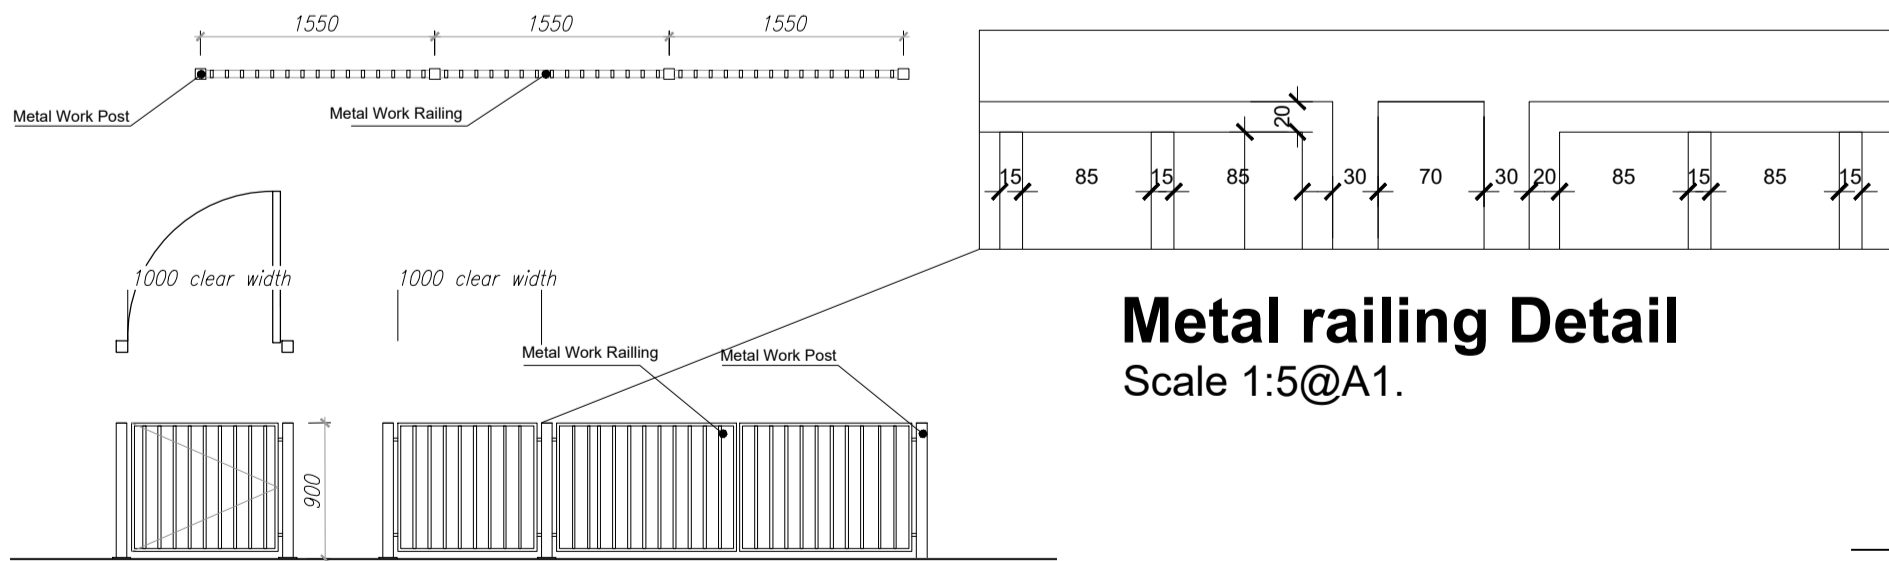 1550 1550 1550
Metal Work Post
Metal Work Railing
20
15 85 15 85 30 70 30 20 85 15 85 15
1000 clear width
1000 clear width
Metal Work Railling
Metal Work Post
900
Metal railing Detail
Scale 1:5@A1.